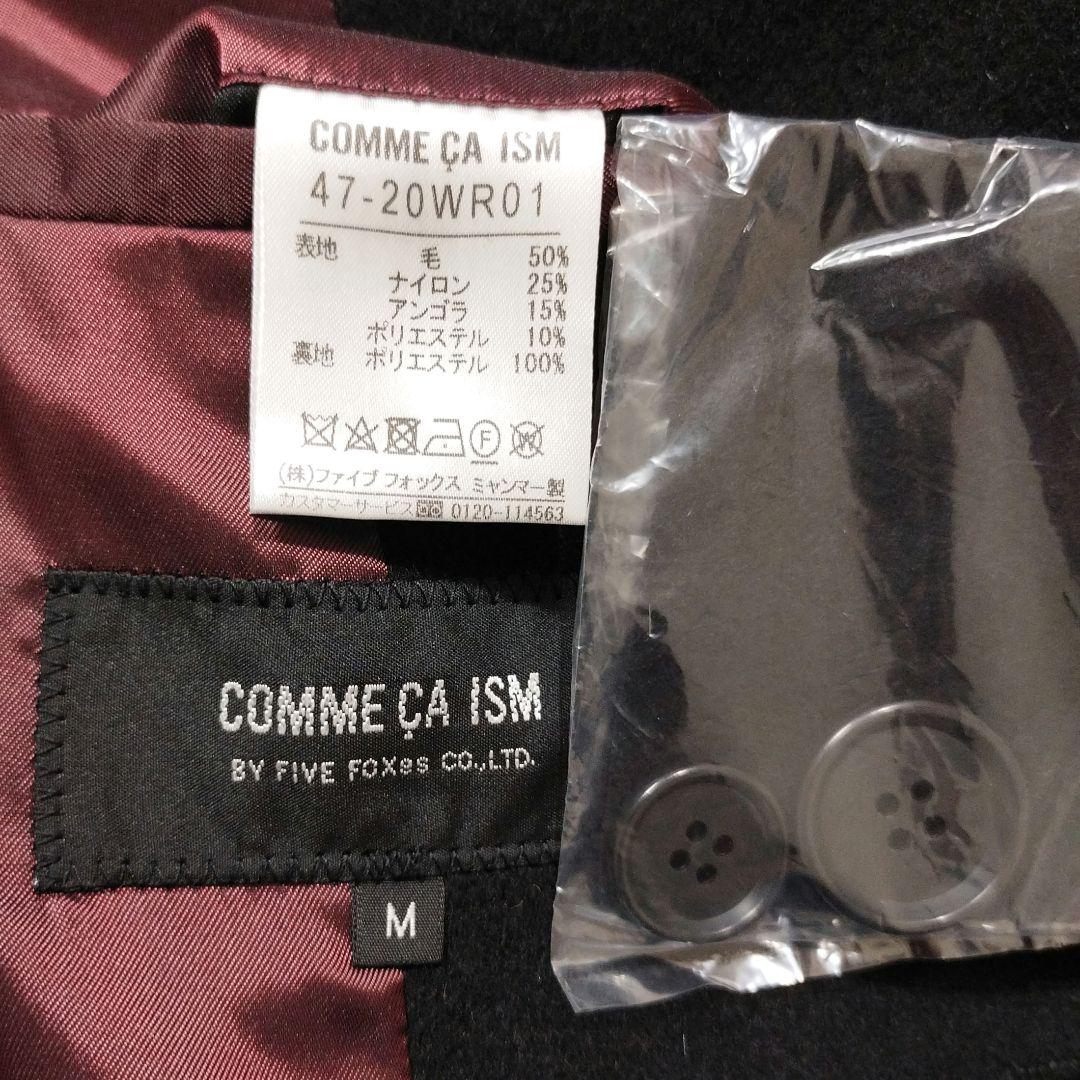 COMME ÇA ISM
47-20WR01
表地 毛 50%
ナイロン 25%
アンゴラ 15%
ポリエステル 10%
裏地 ポリエステル 100%
F W
(株)ファイブ フォックス ミャンマー製
カスタマーサービス 0120-114563
COMME ÇA ISM
BY FIVE FOXes CO.,LTD.
M